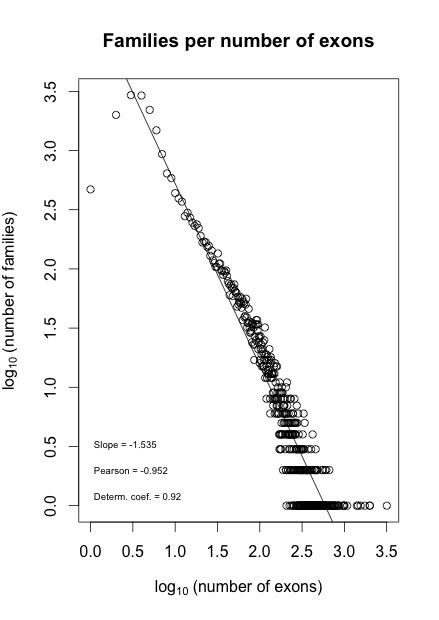 Families per number of exons
log10 (number of families)
3.5
3.0
2.5
2.0
1.5
1.0
0.5
0.0
Slope = -1.535
Pearson = -0.952
Determ. coef. = 0.92
0.0 0.5 1.0 1.5 2.0 2.5 3.0 3.5
log10 (number of exons)